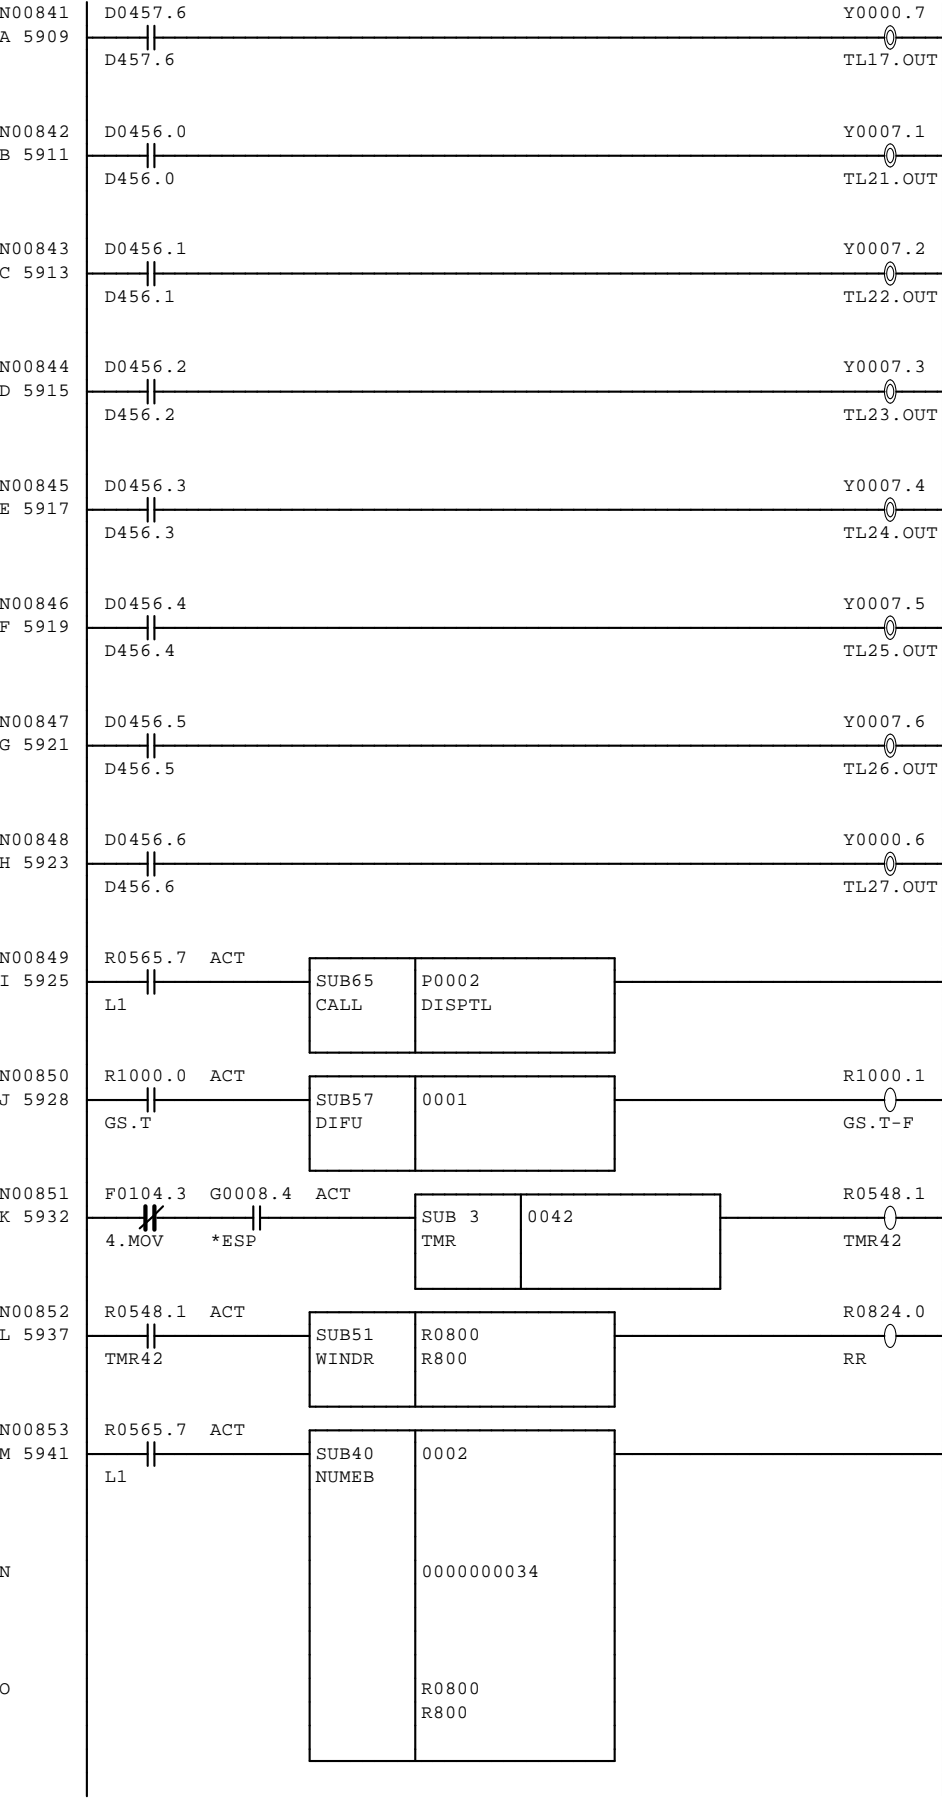 N00841 D0457.6 Y0000.7
A 5909
D457.6 TL17.OUT
N00842 D0456.0 Y0007.1
B 5911
D456.0 TL21.OUT
N00843 D0456.1 Y0007.2
C 5913
D456.1 TL22.OUT
N00844 D0456.2 Y0007.3
D 5915
D456.2 TL23.OUT
N00845 D0456.3 Y0007.4
E 5917
D456.3 TL24.OUT
N00846 D0456.4 Y0007.5
F 5919
D456.4 TL25.OUT
N00847 D0456.5 Y0007.6
G 5921
D456.5 TL26.OUT
N00848 D0456.6 Y0000.6
H 5923
D456.6 TL27.OUT
N00849 R0565.7 ACT
I 5925 SUB65 P0002
L1 CALL DISPTL
N00850 R1000.0 ACT R1000.1
J 5928 SUB57 0001
GS.T DIFU GS.T-F
N00851 F0104.3 G0008.4 ACT R0548.1
K 5932 SUB 3 0042
4.MOV *ESP TMR TMR42
N00852 R0548.1 ACT R0824.0
L 5937 SUB51 R0800
TMR42 WINDR R800 RR
N00853 R0565.7 ACT
M 5941 SUB40 0002
L1 NUMEB
N 0000000034
O R0800
R800